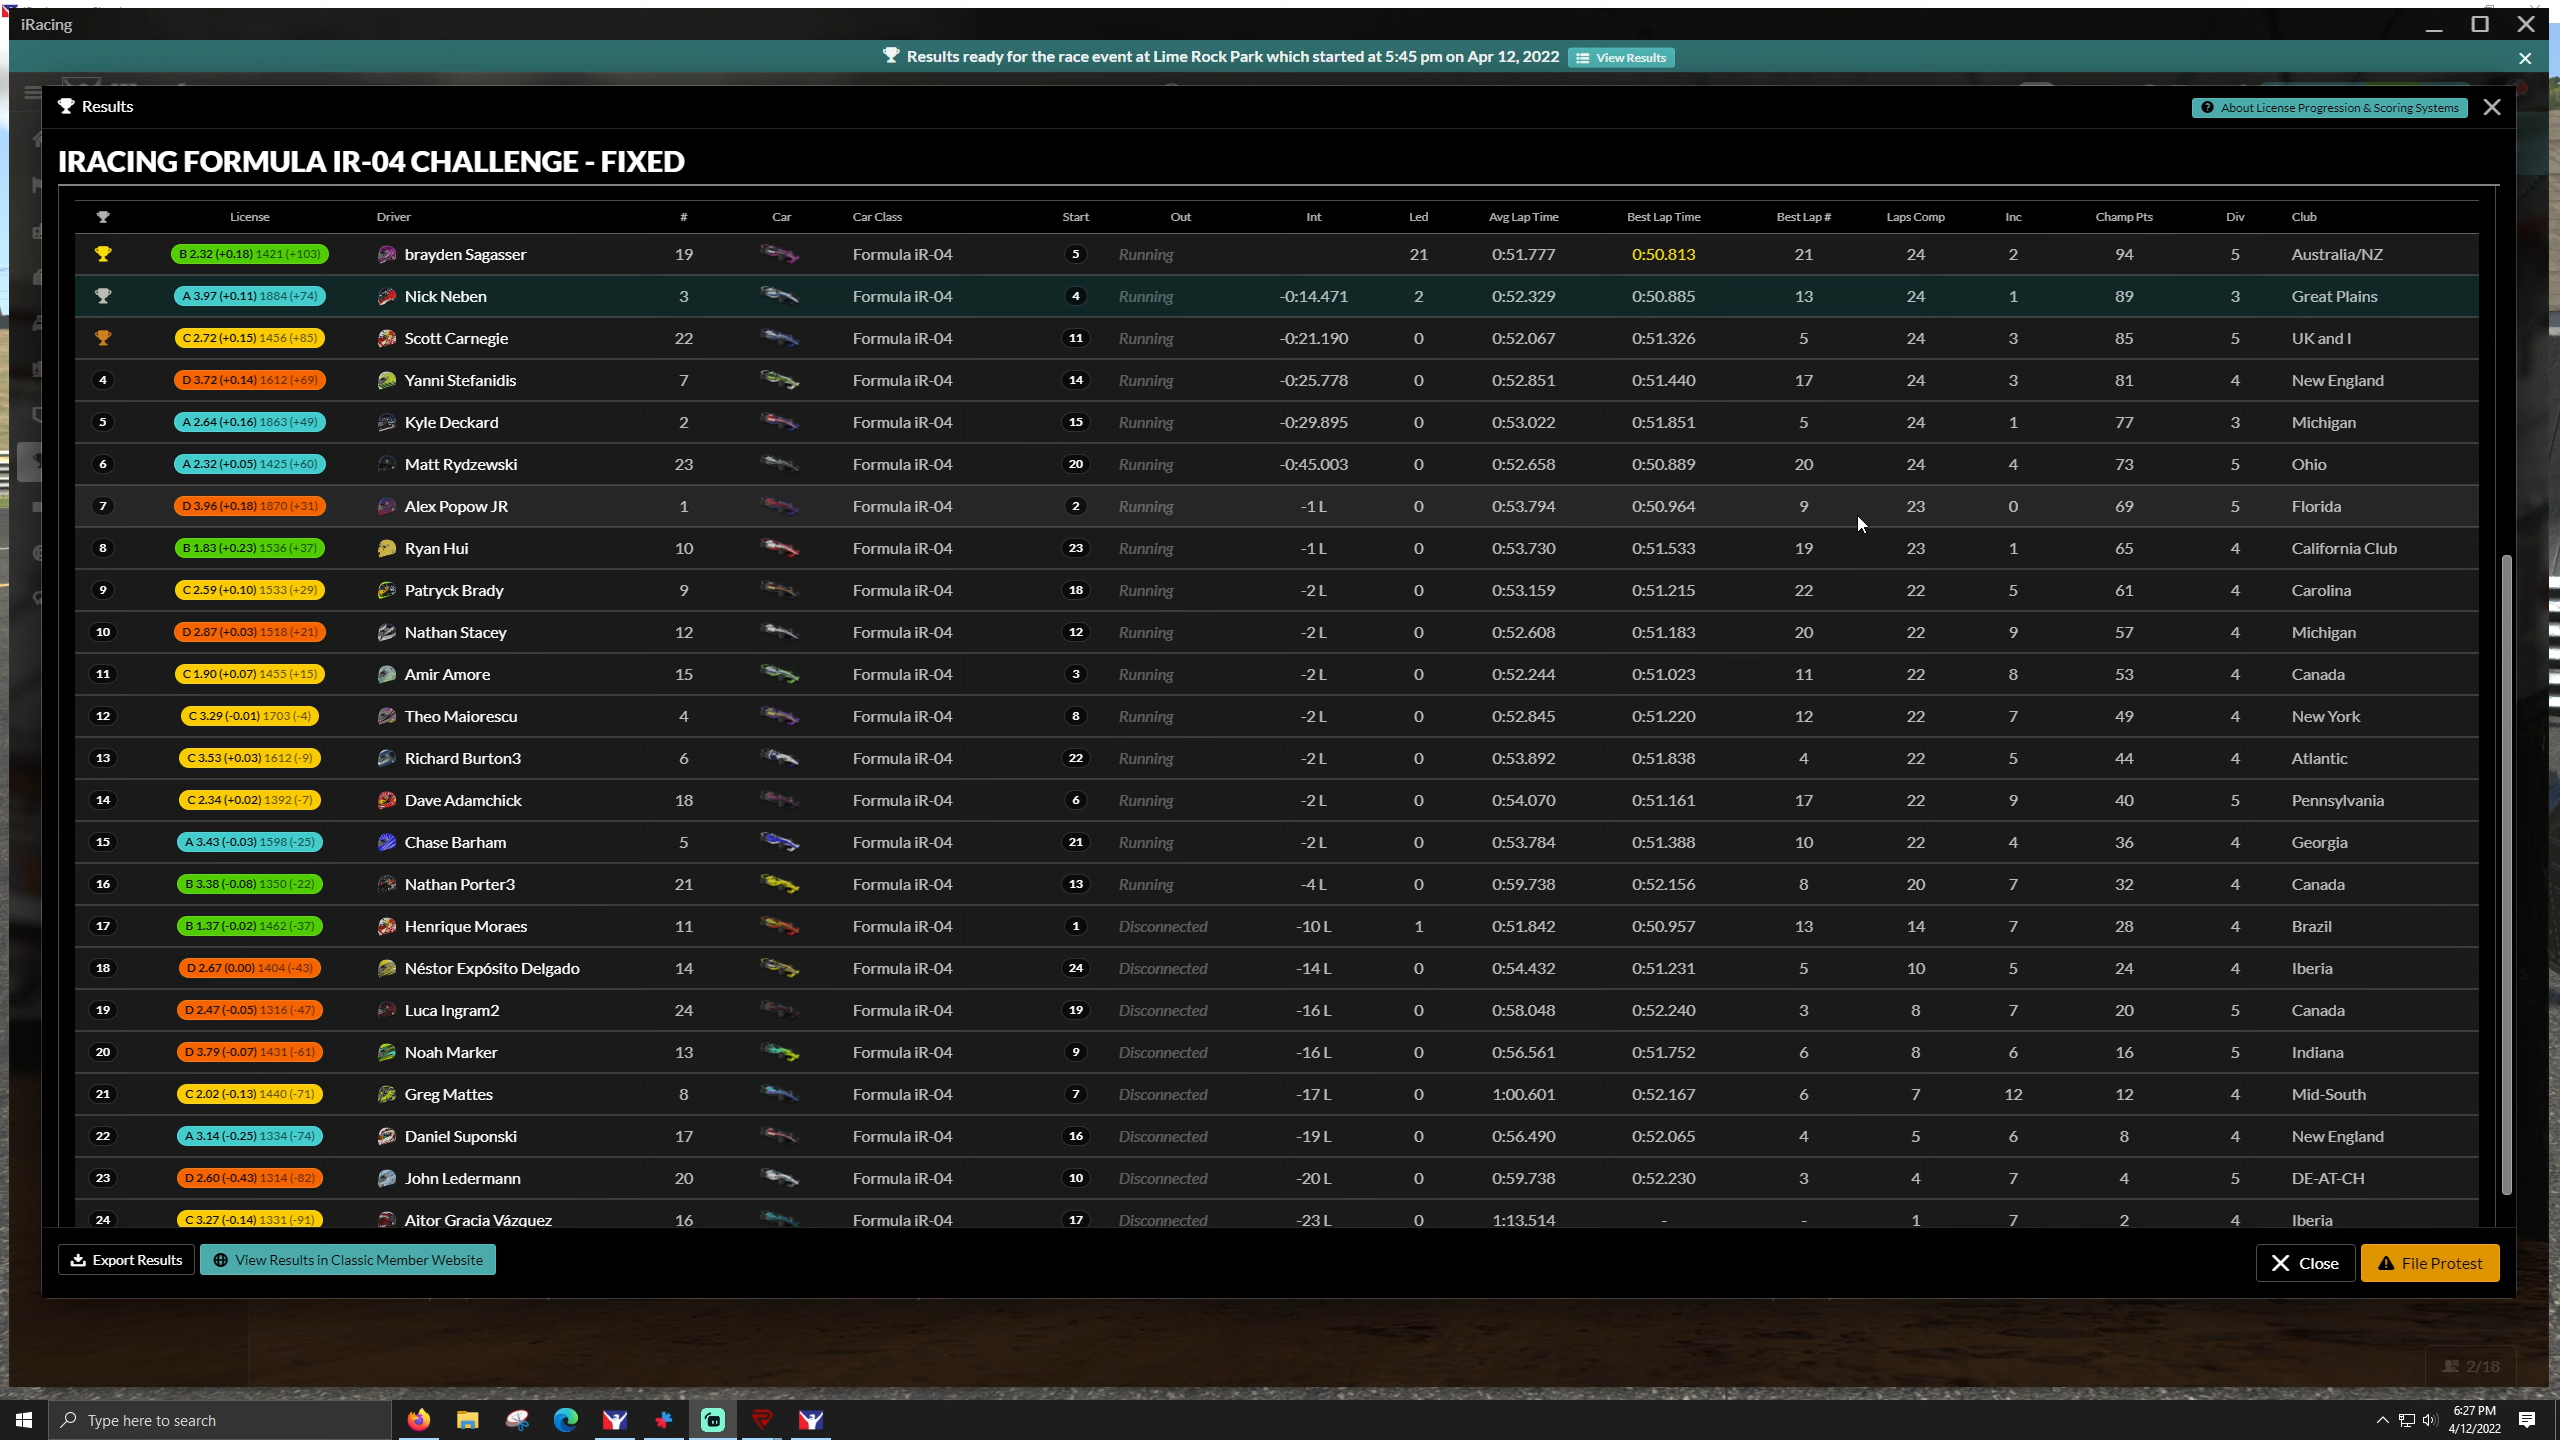 iRacing
Results ready for the race event at Lime Rock Park which started at 5:45 pm on Apr 12, 2022 View Results
Results About License Progression & Scoring Systems
IRACING FORMULA IR-04 CHALLENGE - FIXED
License Driver # Car Car Class Start Out Int Led Avg Lap Time Best Lap Time Best Lap # Laps Comp Inc Champ Pts Div Club
B 2.32 (+0.18) 1421 (+103) brayden Sagasser 19 Formula iR-04 5 Running 21 0:51.777 0:50.813 21 24 2 94 5 Australia/NZ
A 3.97 (+0.11) 1884 (+74) Nick Neben 3 Formula iR-04 4 Running -0:14.471 2 0:52.329 0:50.885 13 24 1 89 3 Great Plains
C 2.72 (+0.15) 1456 (+85) Scott Carnegie 22 Formula iR-04 11 Running -0:21.190 0 0:52.067 0:51.326 5 24 3 85 5 UK and I
4 D 3.72 (+0.14) 1612 (+69) Yanni Stefanidis 7 Formula iR-04 14 Running -0:25.778 0 0:52.851 0:51.440 17 24 3 81 4 New England
5 A 2.64 (+0.16) 1863 (+49) Kyle Deckard 2 Formula iR-04 15 Running -0:29.895 0 0:53.022 0:51.851 5 24 1 77 3 Michigan
6 A 2.32 (+0.05) 1425 (+60) Matt Rydzewski 23 Formula iR-04 20 Running -0:45.003 0 0:52.658 0:50.889 20 24 4 73 5 Ohio
7 D 3.96 (+0.18) 1870 (+31) Alex Popow JR 1 Formula iR-04 2 Running -1 L 0 0:53.794 0:50.964 9 23 0 69 5 Florida
8 B 1.83 (+0.23) 1536 (+37) Ryan Hui 10 Formula iR-04 23 Running -1 L 0 0:53.730 0:51.533 19 23 1 65 4 California Club
9 C 2.59 (+0.10) 1533 (+29) Patryck Brady 9 Formula iR-04 18 Running -2 L 0 0:53.159 0:51.215 22 22 5 61 4 Carolina
10 D 2.87 (+0.03) 1518 (+21) Nathan Stacey 12 Formula iR-04 12 Running -2 L 0 0:52.608 0:51.183 20 22 9 57 4 Michigan
11 C 1.90 (+0.07) 1455 (+15) Amir Amore 15 Formula iR-04 3 Running -2 L 0 0:52.244 0:51.023 11 22 8 53 4 Canada
12 C 3.29 (-0.01) 1703 (-4) Theo Maiorescu 4 Formula iR-04 8 Running -2 L 0 0:52.845 0:51.220 12 22 7 49 4 New York
13 C 3.53 (+0.03) 1612 (-9) Richard Burton3 6 Formula iR-04 22 Running -2 L 0 0:53.892 0:51.838 4 22 5 44 4 Atlantic
14 C 2.34 (+0.02) 1392 (-7) Dave Adamchick 18 Formula iR-04 6 Running -2 L 0 0:54.070 0:51.161 17 22 9 40 5 Pennsylvania
15 A 3.43 (-0.03) 1598 (-25) Chase Barham 5 Formula iR-04 21 Running -2 L 0 0:53.784 0:51.388 10 22 4 36 5 Georgia
16 B 3.38 (-0.08) 1350 (-22) Nathan Porter3 21 Formula iR-04 13 Running -4 L 0 0:59.738 0:52.156 8 20 7 32 4 Canada
17 B 1.37 (-0.02) 1462 (-37) Henrique Moraes 11 Formula iR-04 1 Disconnected -10 L 1 0:51.842 0:50.957 13 14 7 28 4 Brazil
18 D 2.67 (0.00) 1404 (-43) Néstor Expósito Delgado 14 Formula iR-04 24 Disconnected -14 L 0 0:54.432 0:51.231 5 10 5 24 4 Iberia
19 D 2.47 (-0.05) 1316 (-47) Luca Ingram2 24 Formula iR-04 19 Disconnected -16 L 0 0:58.048 0:52.240 3 8 7 20 5 Canada
20 D 3.79 (-0.07) 1431 (-61) Noah Marker 13 Formula iR-04 9 Disconnected -16 L 0 0:56.561 0:51.752 6 8 6 16 5 Indiana
21 C 2.02 (-0.13) 1440 (-71) Greg Mattes 8 Formula iR-04 7 Disconnected -17 L 0 1:00.601 0:52.167 6 7 12 12 4 Mid-South
22 A 3.14 (-0.25) 1334 (-74) Daniel Suponski 17 Formula iR-04 16 Disconnected -19 L 0 0:56.490 0:52.065 4 5 6 8 4 New England
23 D 2.60 (-0.43) 1314 (-82) John Ledermann 20 Formula iR-04 10 Disconnected -20 L 0 0:59.738 0:52.230 3 4 7 4 5 DE-AT-CH
24 C 3.27 (-0.14) 1331 (-91) Aitor Gracia Vázquez 16 Formula iR-04 17 Disconnected -23 L 0 1:13.514 - - 1 7 2 4 Iberia
Export Results View Results in Classic Member Website Close File Protest
2/18
Type here to search 6:27 PM
4/12/2022